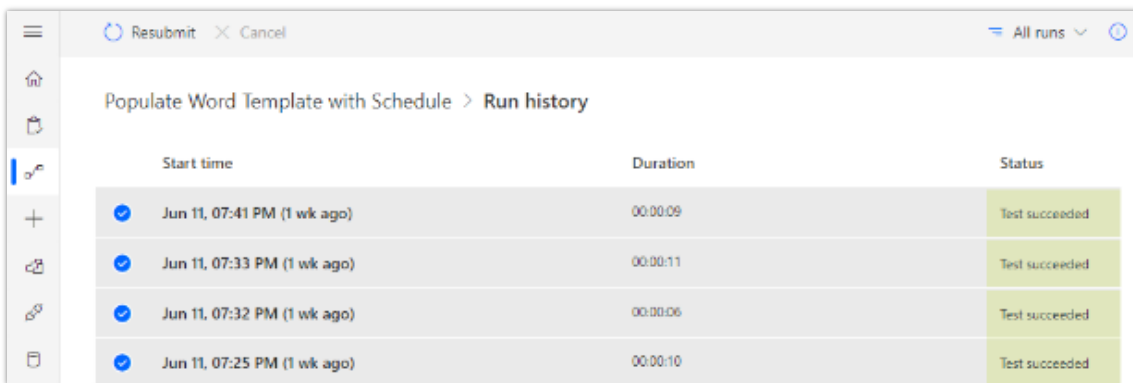 Resubmit Cancel All runs
Populate Word Template with Schedule > Run history
Start time Duration Status
Jun 11, 07:41 PM (1 wk ago) 00:00:09 Test succeeded
Jun 11, 07:33 PM (1 wk ago) 00:00:11 Test succeeded
Jun 11, 07:32 PM (1 wk ago) 00:00:06 Test succeeded
Jun 11, 07:25 PM (1 wk ago) 00:00:10 Test succeeded